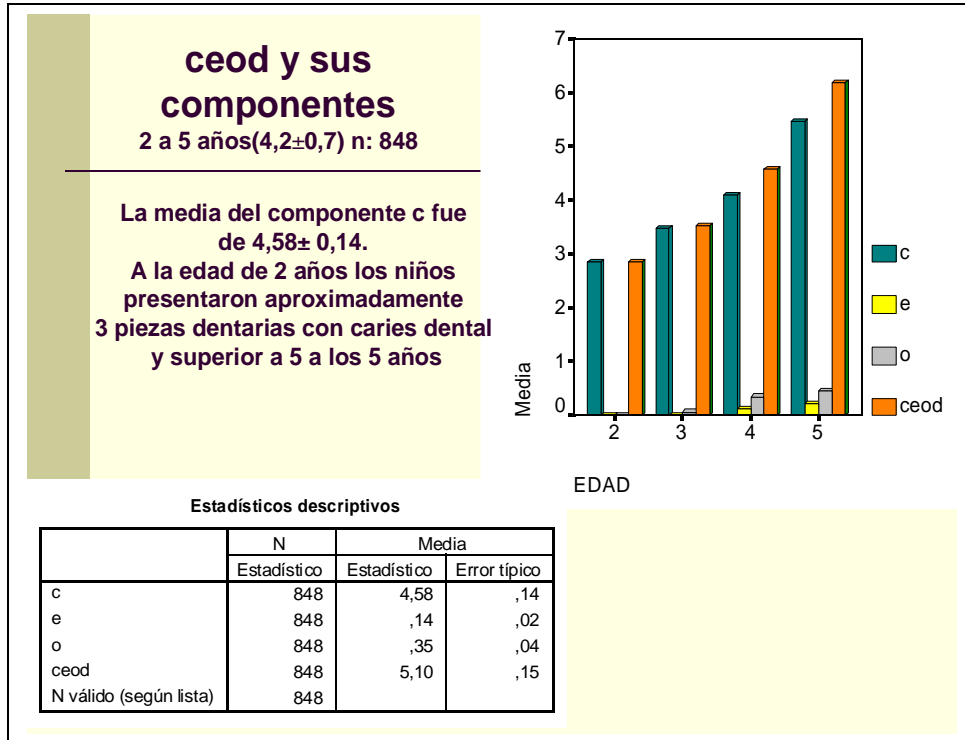 ceod y sus
componentes
2 a 5 años(4,2±0,7) n: 848
La media del componente c fue
de 4,58± 0,14.
A la edad de 2 años los niños
presentaron aproximadamente
3 piezas dentarias con caries dental
y superior a 5 a los 5 años
7
6
5
4
3
2
1
0
Media
2 3 4 5
EDAD
c
e
o
ceod
Estadísticos descriptivos
N Media
Estadístico Estadístico Error típico
c 848 4,58 ,14
e 848 ,14 ,02
o 848 ,35 ,04
ceod 848 5,10 ,15
N válido (según lista) 848